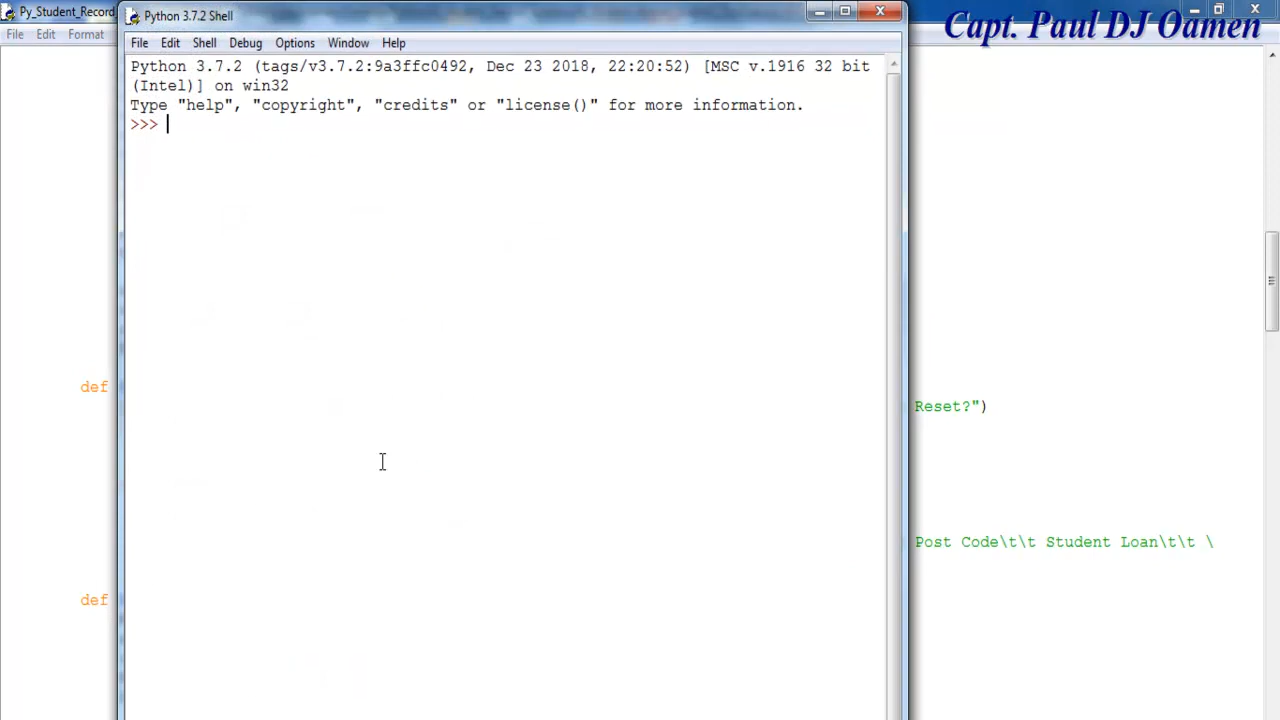 Py_Student_Record
Python 3.7.2 Shell
Capt. Paul DJ Oamen
File Edit Format
File Edit Shell Debug Options Window Help
Python 3.7.2 (tags/v3.7.2:9a3ffc0492, Dec 23 2018, 22:20:52) [MSC v.1916 32 bit
(Intel)] on win32
Type "help", "copyright", "credits" or "license()" for more information.
>>>
def
Reset?")
Post Code\t\t Student Loan\t\t \
def